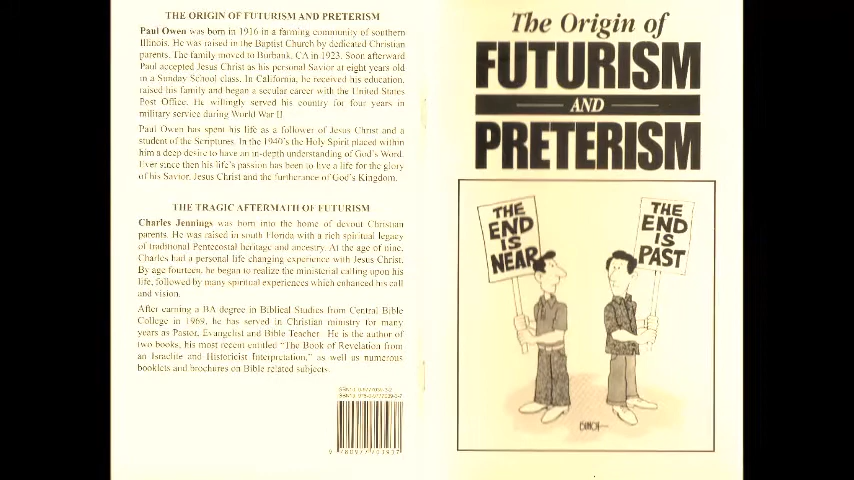 THE ORIGIN OF FUTURISM AND PRETERISM
Paul Owen was born in 1916 in a farming community of southern
Illinois. He was raised in the Baptist Church by dedicated Christian
parents. The family moved to Burbank, CA in 1923. Soon afterward
Paul accepted Jesus Christ as his personal Savior at eight years old
in a Sunday School class. In California, he received his education,
raised his family and began a secular career with the United States
Post Office. He willingly served his country for four years in
military service during World War II
Paul Owen has spent his life as a follower of Jesus Christ and a
student of the Scriptures. In the 1940's the Holy Spirit placed within
him a deep desire to have an in-depth understanding of God's Word.
Ever since then his life's passion has been to live a life for the glory
of his Savior, Jesus Christ and the furtherance of God's Kingdom.
THE TRAGIC AFTERMATH OF FUTURISM
Charles Jennings was born into the home of devout Christian
parents. He was raised in south Florida with a rich spiritual legacy
of traditional Pentecostal heritage and ancestry. At the age of nine,
Charles had a personal life changing experience with Jesus Christ.
By age fourteen, he began to realize the ministerial calling upon his
life, followed by many spiritual experiences which enhanced his call
and vision.
After earning a BA degree in Biblical Studies from Central Bible
College in 1969, he has served in Christian ministry for many
years as Pastor, Evangelist and Bible Teacher. He is the author of
two books, his most recent entitled "The Book of Revelation from
an Israelite and Historicist Interpretation," as well as numerous
booklets and brochures on Bible related subjects.
The Origin of
FUTURISM
AND
PRETERISM
THE
END
IS
NEAR
THE
END
IS
PAST